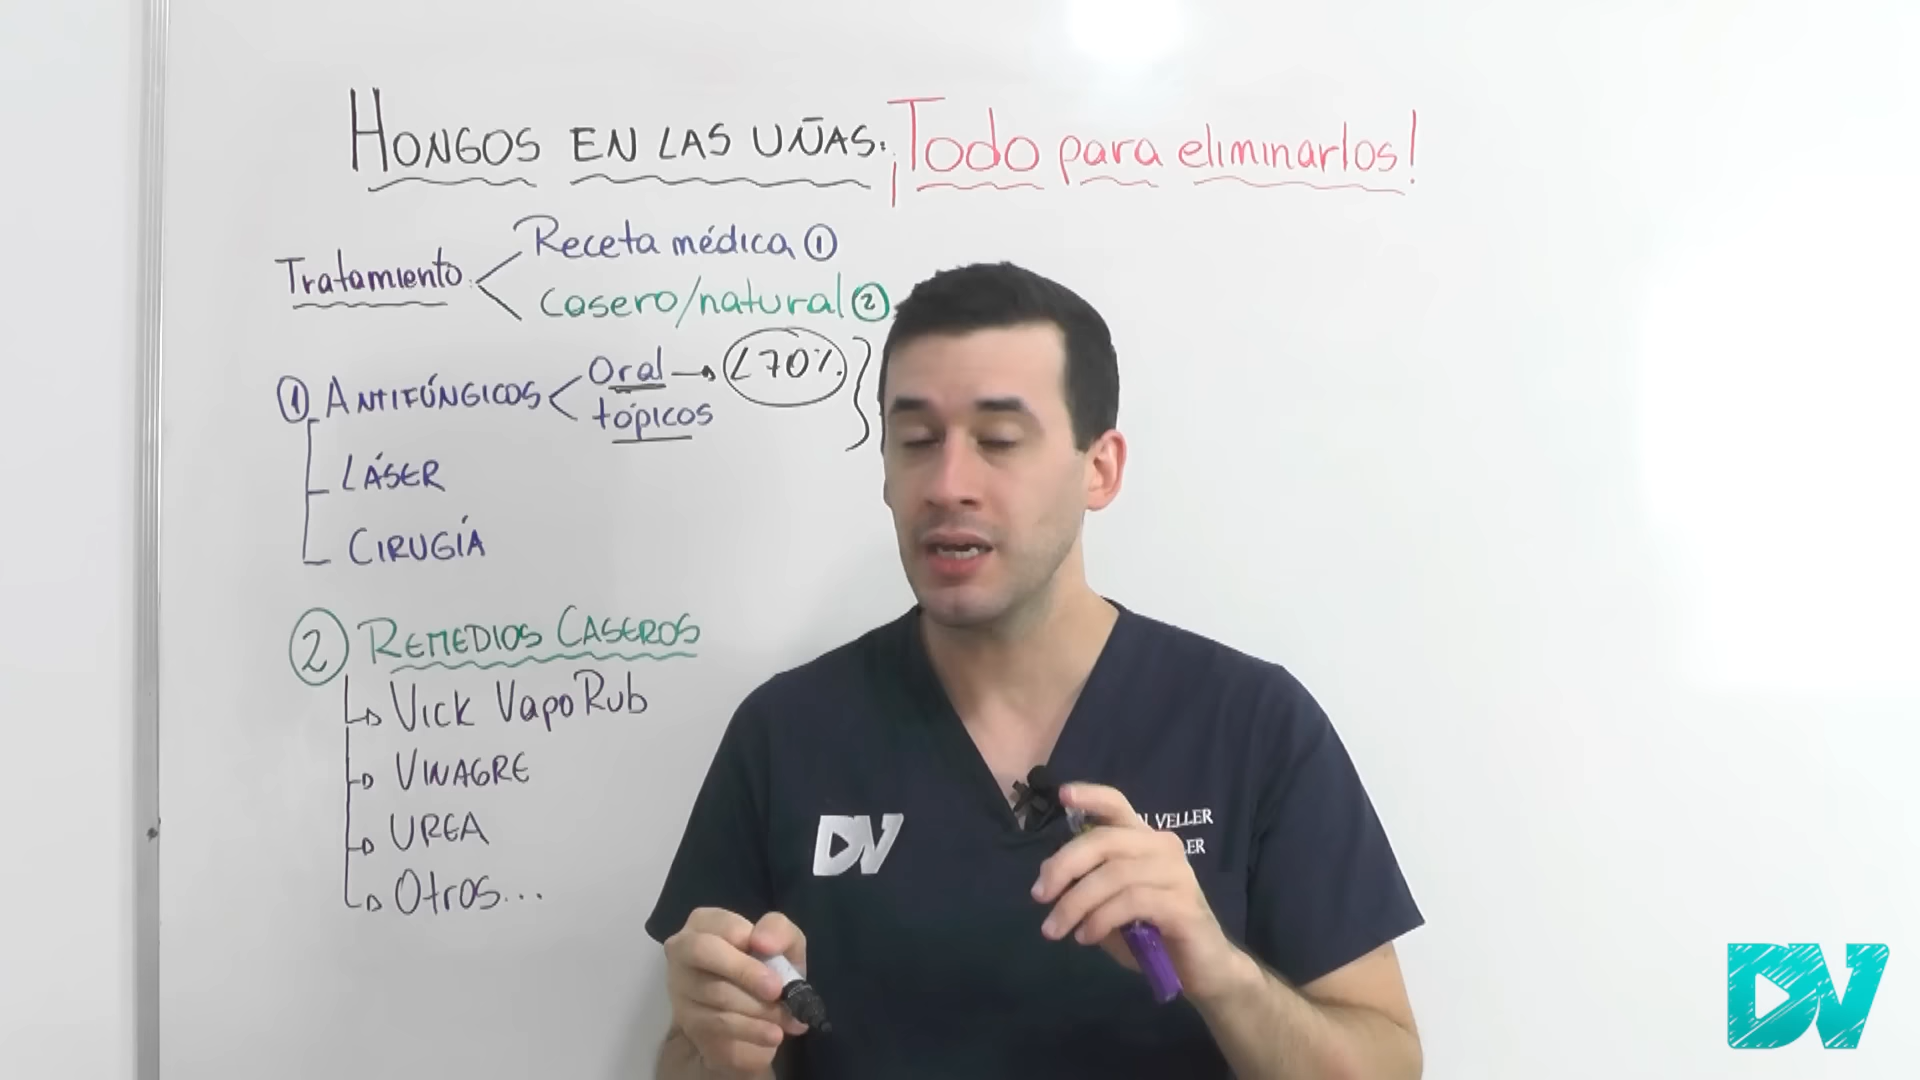 HONGOS EN LAS UÑAS: ¡Todo para eliminarlos!
Tratamiento:
Receta médica ①
casero/natural ②
① ANTIFÚNGICOS
Oral → <70%
tópicos
LÁSER
CIRUGÍA
② REMEDIOS CASEROS
VICK VapoRub
VINAGRE
UREA
Otros...
DV
VELLER
DV